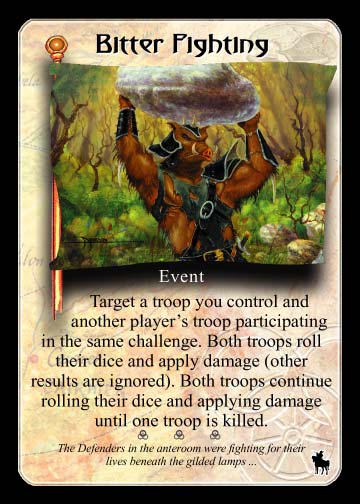 Bitter Fighting
Event
Target a troop you control and
another player's troop participating
in the same challenge. Both troops roll
their dice and apply damage (other
results are ignored). Both troops continue
rolling their dice and applying damage
until one troop is killed.
The Defenders in the anteroom were fighting for their
lives beneath the gilded lamps ...